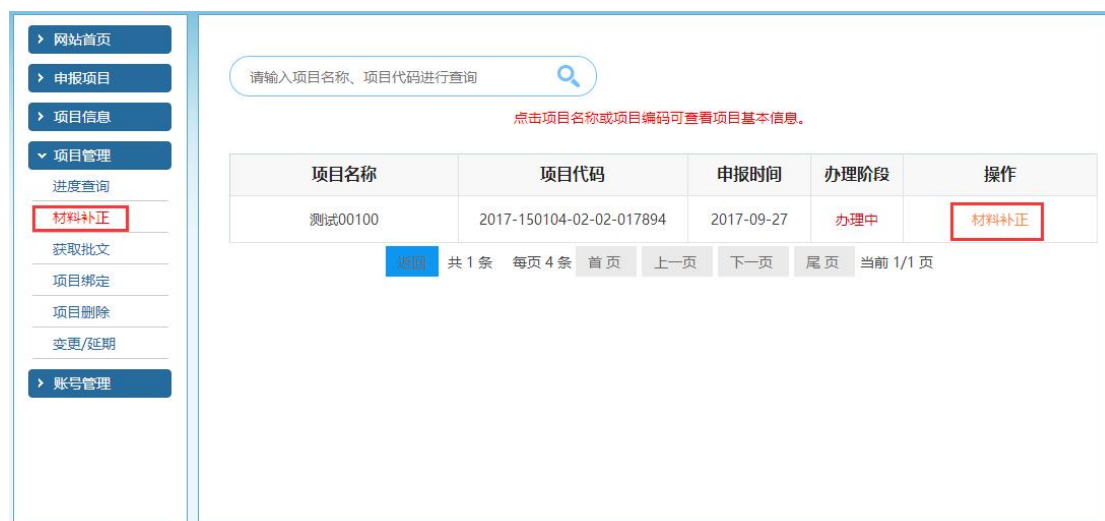 网站首页
申报项目
项目信息
项目管理
进度查询
材料补正
获取批文
项目绑定
项目删除
变更/延期
账号管理
请输入项目名称、项目代码进行查询
点击项目名称或项目编码可查看项目基本信息。
项目名称 项目代码 申报时间 办理阶段 操作
测试00100 2017-150104-02-02-017894 2017-09-27 办理中 材料补正
返回 共 1 条 每页 4 条 首页 上一页 下一页 尾页 当前 1/1 页